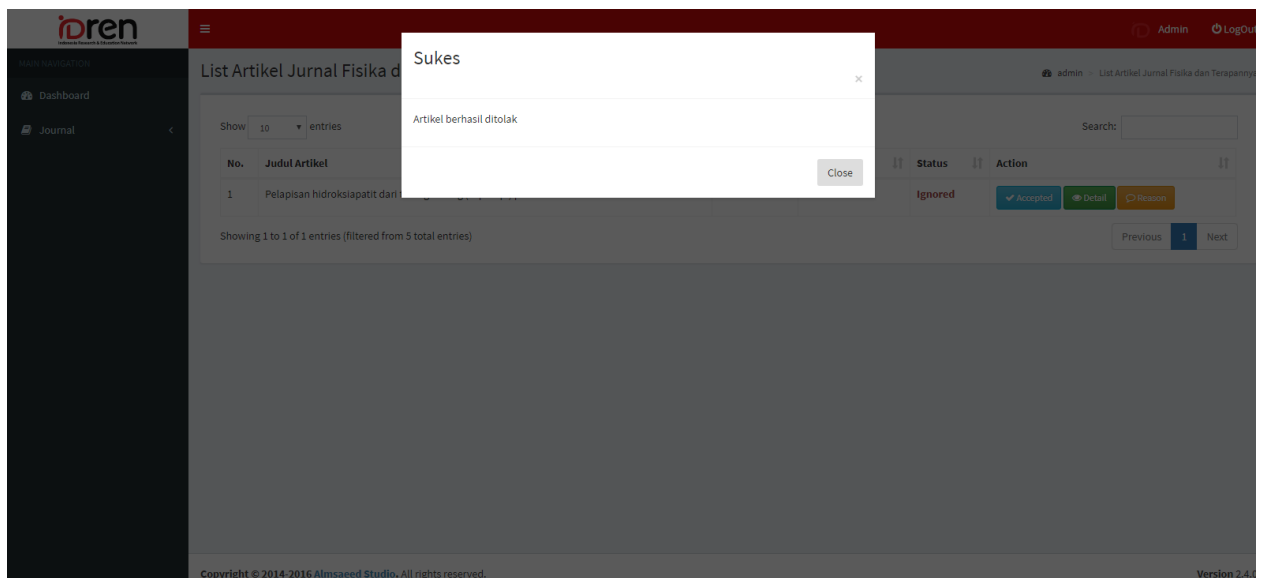 idren
Indonesia Research & Education Network
Admin
LogOut
MAIN NAVIGATION
Dashboard
Journal
List Artikel Jurnal Fisika d
admin
List Artikel Jurnal Fisika dan Terapannya
Sukes
×
Artikel berhasil ditolak
Close
Show 10 entries
Search:
No.
Judul Artikel
Status
Action
1
Pelapisan hidroksiapatit dari
Ignored
Accepted
Detail
Reason
Showing 1 to 1 of 1 entries (filtered from 5 total entries)
Previous 1 Next
Copyright © 2014-2016 Almsaeed Studio. All rights reserved.
Version 2.4.0